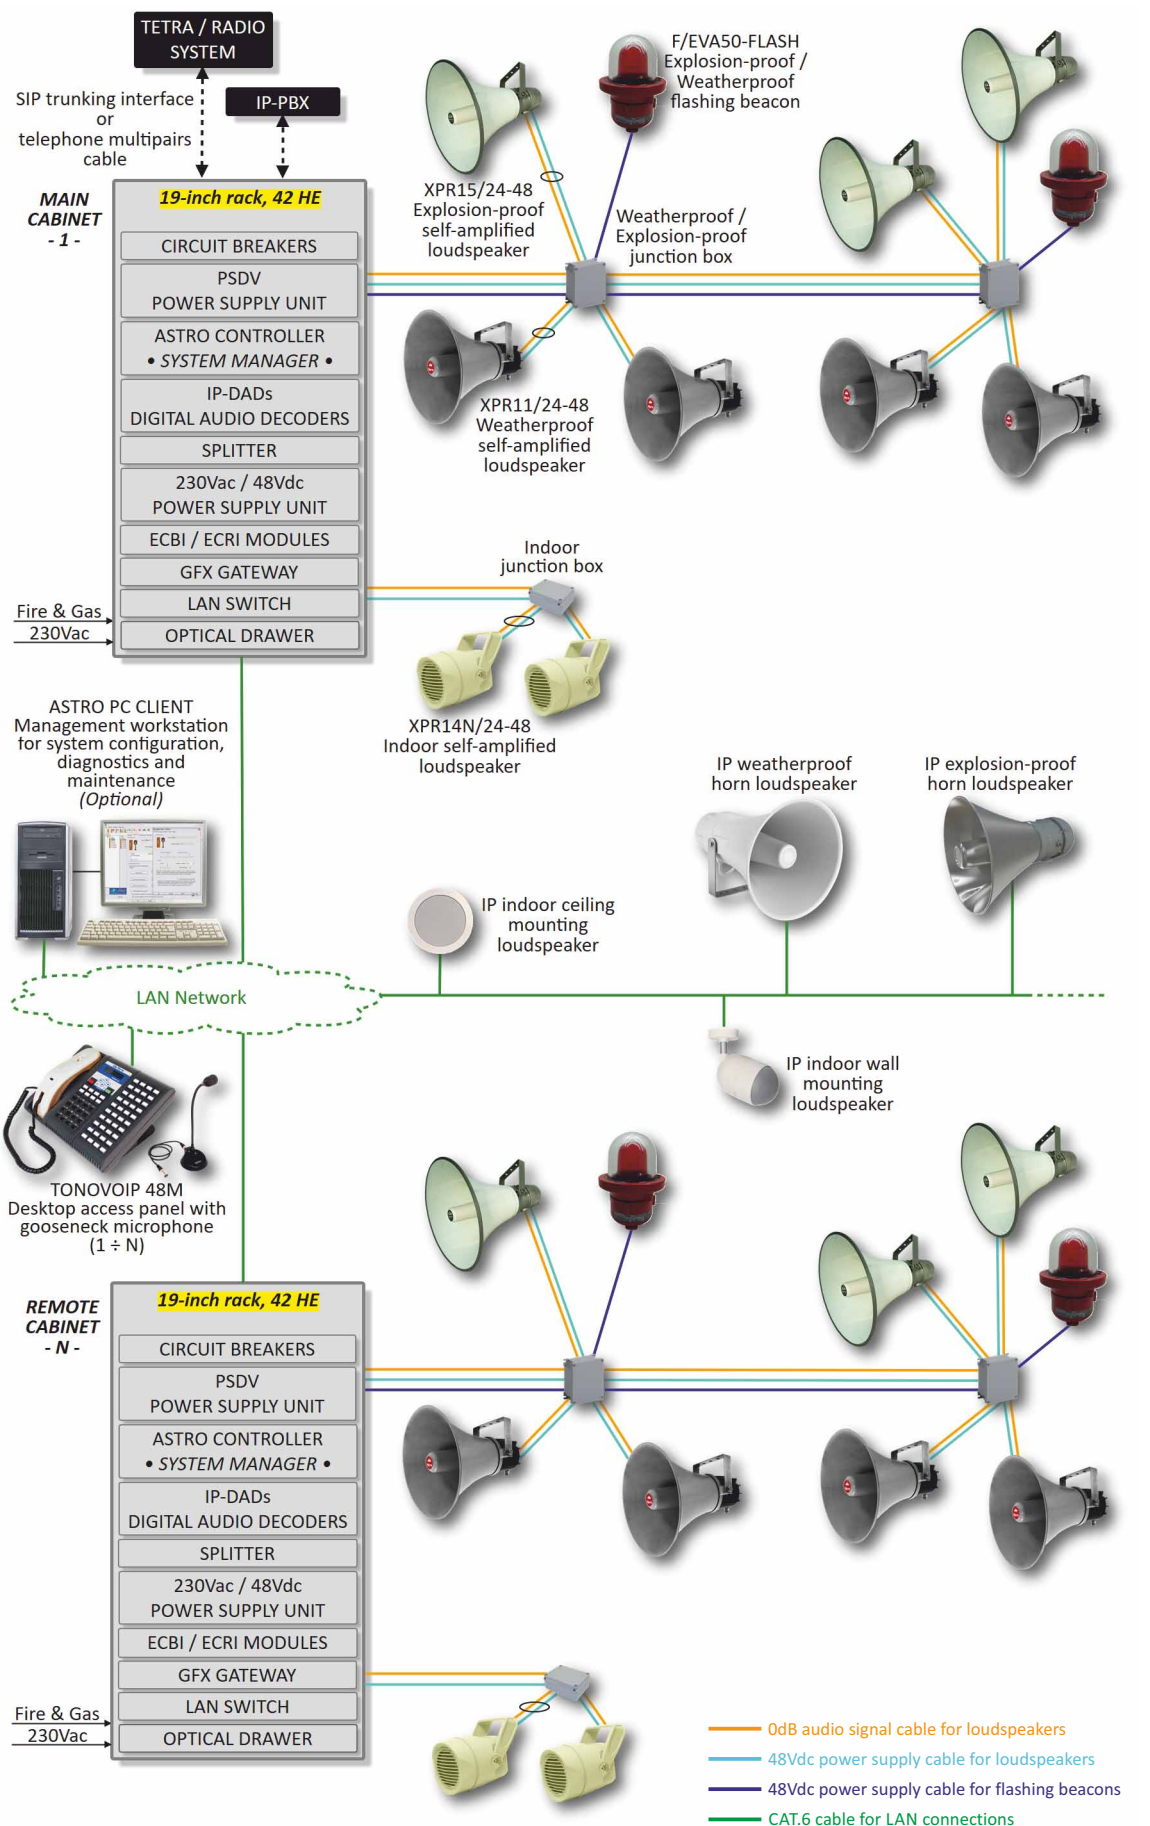 TETRA / RADIO
SYSTEM
SIP trunking interface
or
telephone multipairs
cable
IP-PBX
MAIN
CABINET
- 1 -
19-inch rack, 42 HE
CIRCUIT BREAKERS
PSDV
POWER SUPPLY UNIT
ASTRO CONTROLLER
• SYSTEM MANAGER •
IP-DADs
DIGITAL AUDIO DECODERS
SPLITTER
230Vac / 48Vdc
POWER SUPPLY UNIT
ECBI / ECRI MODULES
GFX GATEWAY
LAN SWITCH
OPTICAL DRAWER
Fire & Gas
230Vac
F/EVA50-FLASH
Explosion-proof /
Weatherproof
flashing beacon
XPR15/24-48
Explosion-proof
self-amplified
loudspeaker
Weatherproof /
Explosion-proof
junction box
XPR11/24-48
Weatherproof
self-amplified
loudspeaker
Indoor
junction box
XPR14N/24-48
Indoor self-amplified
loudspeaker
ASTRO PC CLIENT
Management workstation
for system configuration,
diagnostics and
maintenance
(Optional)
IP weatherproof
horn loudspeaker
IP explosion-proof
horn loudspeaker
IP indoor ceiling
mounting
loudspeaker
LAN Network
IP indoor wall
mounting
loudspeaker
TONOVOIP 48M
Desktop access panel with
gooseneck microphone
(1 ÷ N)
REMOTE
CABINET
- N -
19-inch rack, 42 HE
CIRCUIT BREAKERS
PSDV
POWER SUPPLY UNIT
ASTRO CONTROLLER
• SYSTEM MANAGER •
IP-DADs
DIGITAL AUDIO DECODERS
SPLITTER
230Vac / 48Vdc
POWER SUPPLY UNIT
ECBI / ECRI MODULES
GFX GATEWAY
LAN SWITCH
OPTICAL DRAWER
Fire & Gas
230Vac
0dB audio signal cable for loudspeakers
48Vdc power supply cable for loudspeakers
48Vdc power supply cable for flashing beacons
CAT.6 cable for LAN connections